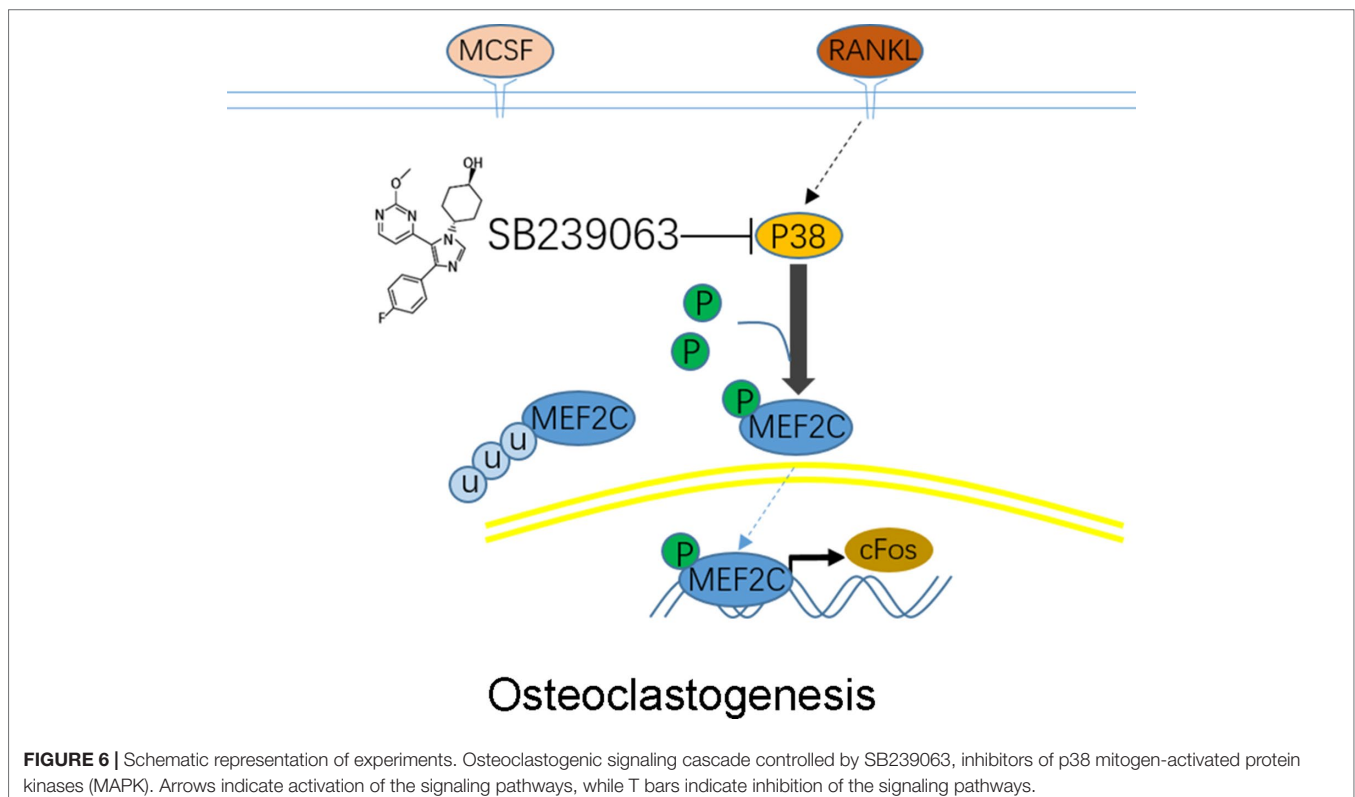 MCSF
RANKL
OH
O
N
N
N
N
F
SB239063
P38
P
P
P
MEF2C
MEF2C
u
u
u
P
MEF2C
cFos
Osteoclastogenesis
FIGURE 6 | Schematic representation of experiments. Osteoclastogenic signaling cascade controlled by SB239063, inhibitors of p38 mitogen-activated protein
kinases (MAPK). Arrows indicate activation of the signaling pathways, while T bars indicate inhibition of the signaling pathways.